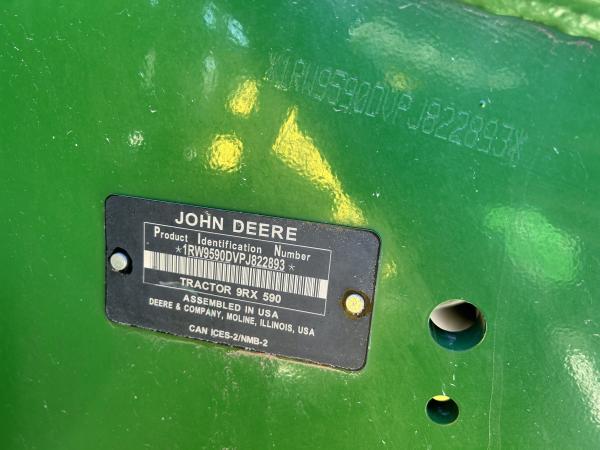 *1RW9590DVPJ822893*
JOHN DEERE
Product Identification Number
*1RW9590DVPJ822893*
TRACTOR 9RX 590
ASSEMBLED IN USA
DEERE & COMPANY, MOLINE, ILLINOIS, USA
CAN ICES-2/NMB-2